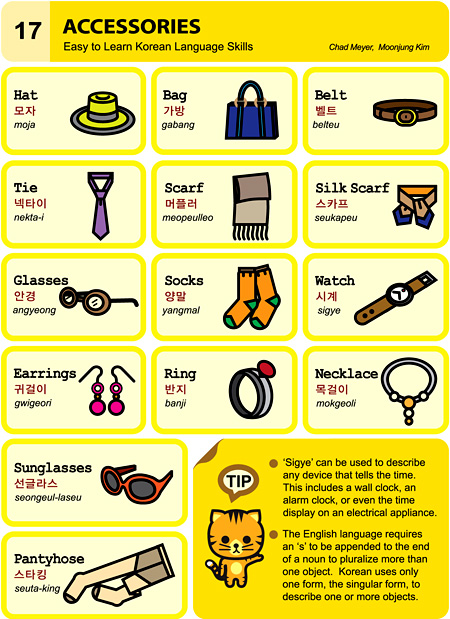 17
ACCESSORIES
Easy to Learn Korean Language Skills
Chad Meyer, Moonjung Kim
Hat
모자
moja
Bag
가방
gabang
Belt
벨트
belteu
Tie
넥타이
nekta-i
Scarf
머플러
meopeulleo
Silk Scarf
스카프
seukapeu
Glasses
안경
angyeong
Socks
양말
yangmal
Watch
시계
sigye
Earrings
귀걸이
gwigeori
Ring
반지
banji
Necklace
목걸이
mokgeoli
Sunglasses
선글라스
seongeul-laseu
Pantyhose
스타킹
seuta-king
TIP
‘Sigye’ can be used to describe
any device that tells the time.
This includes a wall clock, an
alarm clock, or even the time
display on an electrical appliance.
The English language requires
an ‘s’ to be appended to the end
of a noun to pluralize more than
one object. Korean uses only
one form, the singular form, to
describe one or more objects.